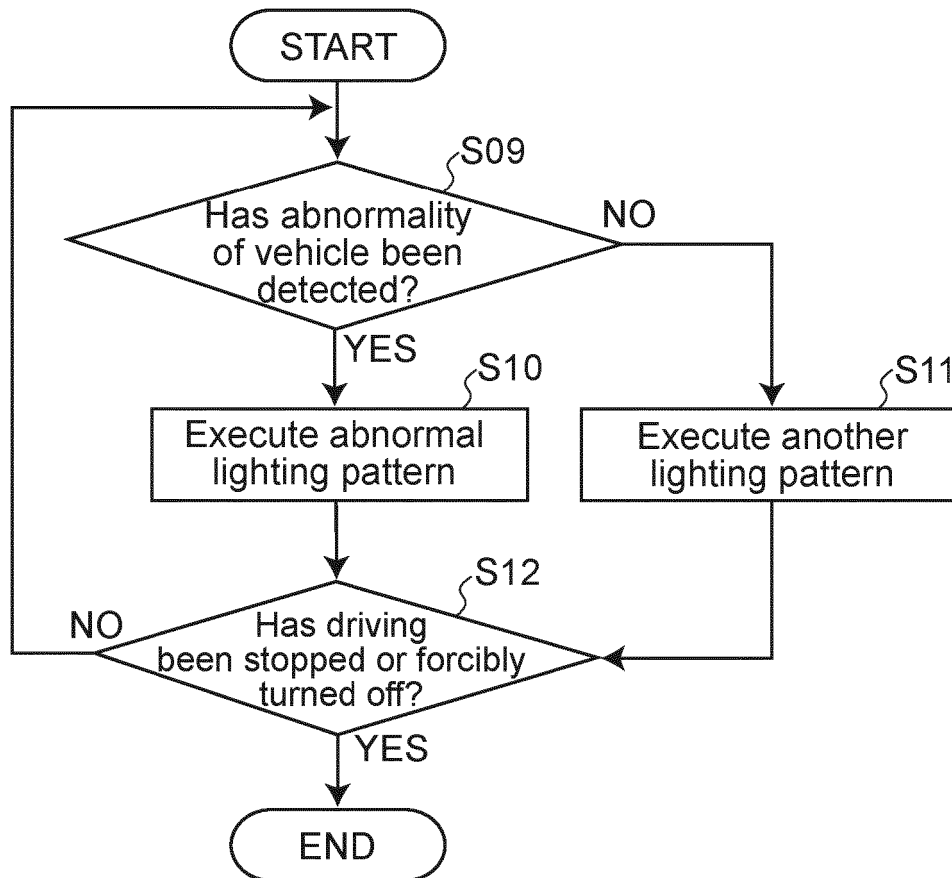 START
S09
Has abnormality
of vehicle been
detected?
NO
YES
S10
Execute abnormal
lighting pattern
S11
Execute another
lighting pattern
S12
Has driving
been stopped or forcibly
turned off?
NO
YES
END